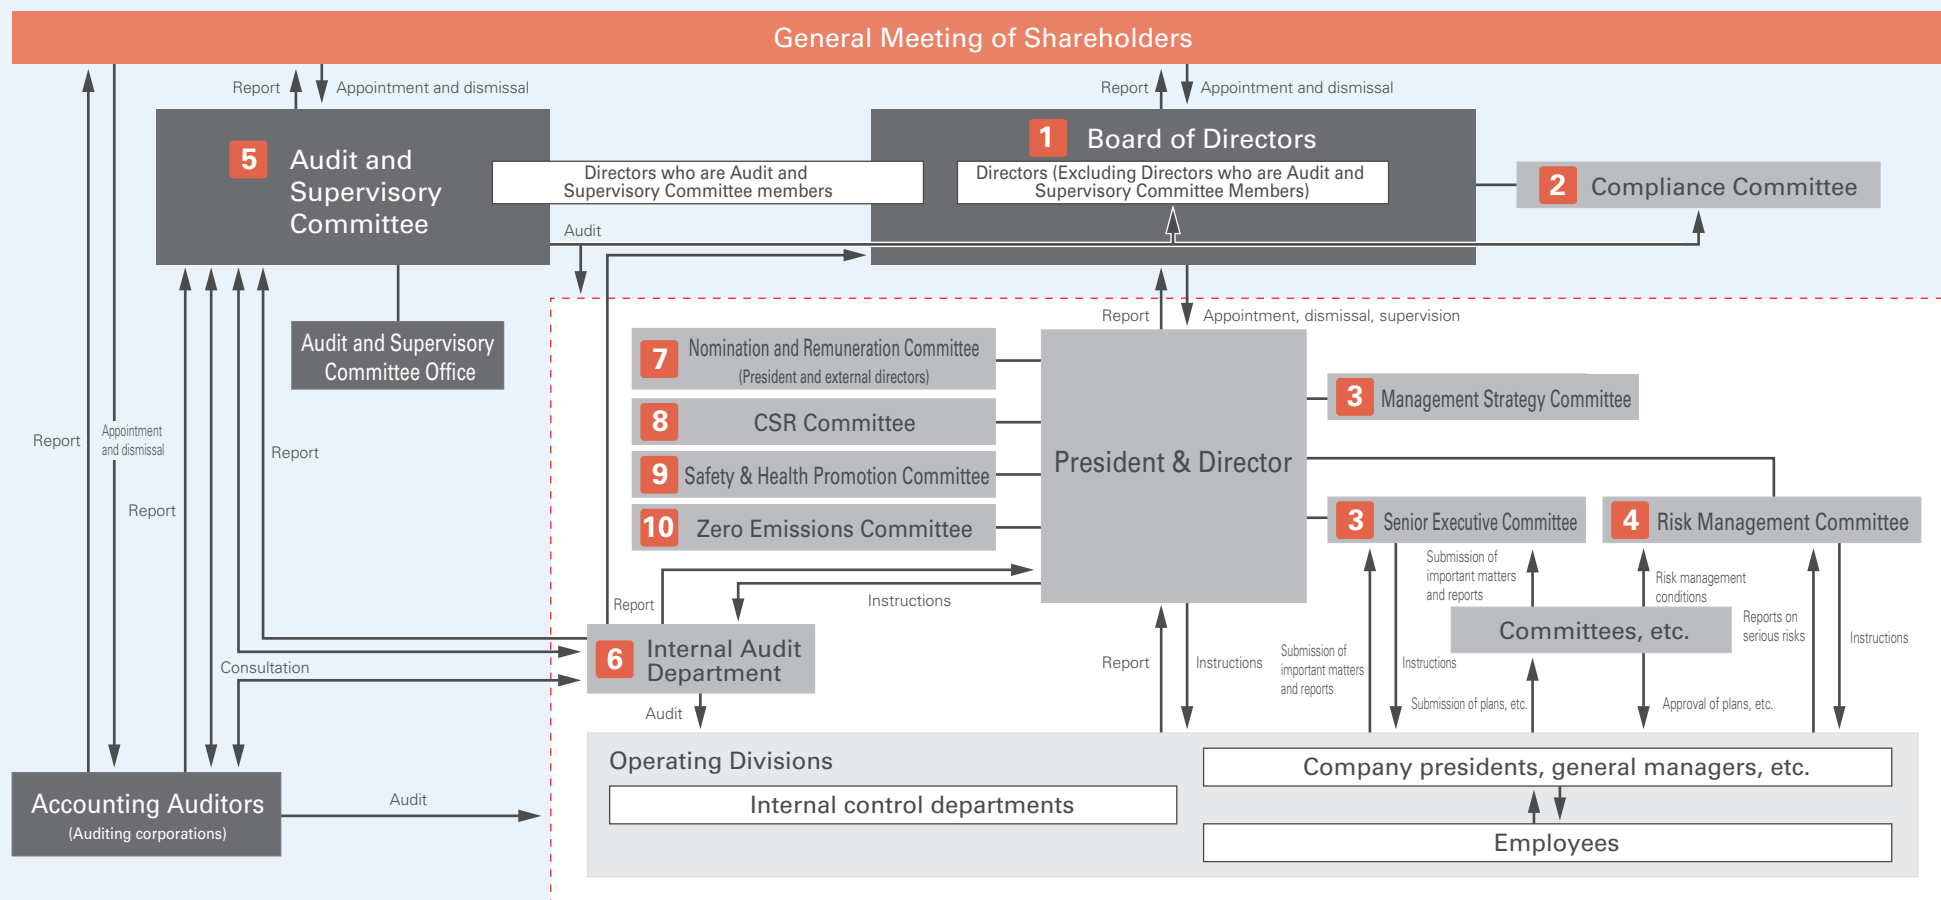 General Meeting of Shareholders
Report
Appointment and dismissal
Report
Appointment and dismissal
5
Audit and
Supervisory
Committee
Directors who are Audit and
Supervisory Committee members
1 Board of Directors
Directors (Excluding Directors who are Audit and
Supervisory Committee Members)
2 Compliance Committee
Audit
Audit and Supervisory
Committee Office
Report
Appointment, dismissal, supervision
7
Nomination and Remuneration Committee
(President and external directors)
8 CSR Committee
9 Safety & Health Promotion Committee
10 Zero Emissions Committee
President & Director
3 Management Strategy Committee
3 Senior Executive Committee
4 Risk Management Committee
Report
Appointment
and dismissal
Report
Report
Submission of
important matters
and reports
Risk management
conditions
Report
Instructions
Committees, etc.
Reports on
serious risks
Instructions
6
Internal Audit
Department
Consultation
Report
Instructions
Submission of
important matters
and reports
Instructions
Submission of plans, etc.
Approval of plans, etc.
Audit
Operating Divisions
Internal control departments
Company presidents, general managers, etc.
Employees
Accounting Auditors
(Auditing corporations)
Audit